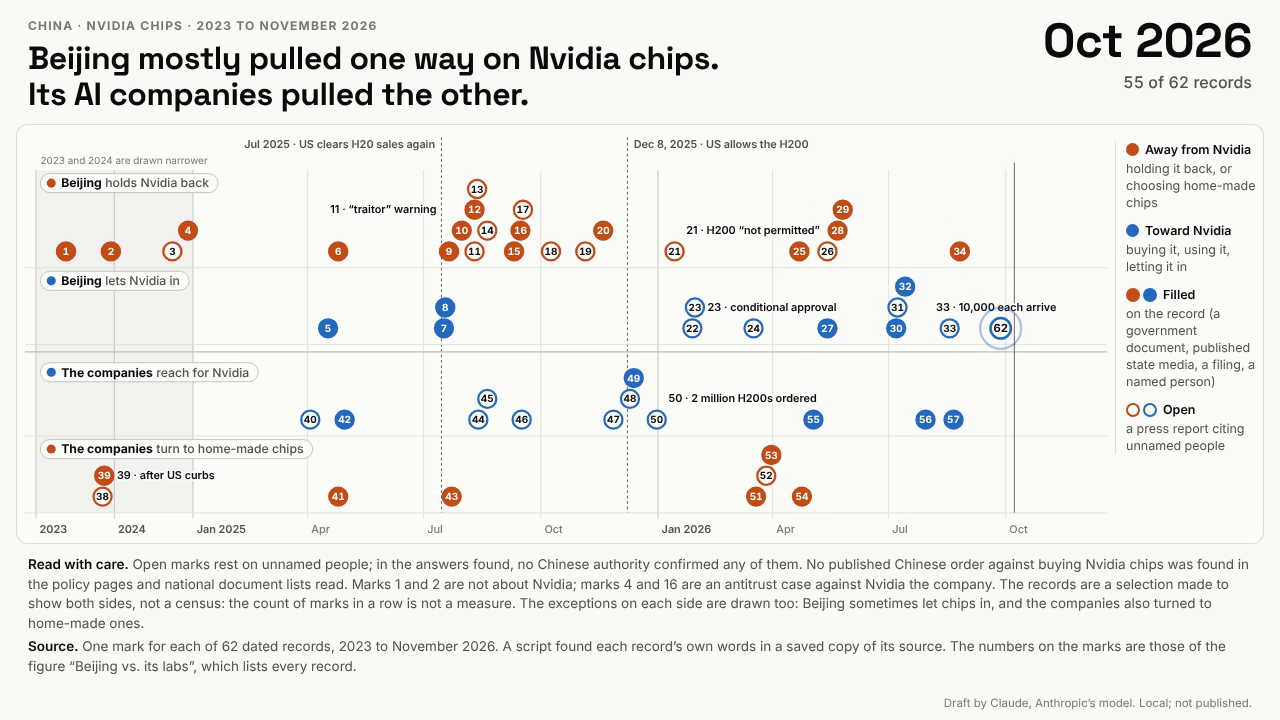 CHINA · NVIDIA CHIPS · 2023 TO NOVEMBER 2026
Beijing mostly pulled one way on Nvidia chips.
Its AI companies pulled the other.
Oct 2026
55 of 62 records
Jul 2025 · US clears H20 sales again
Dec 8, 2025 · US allows the H200
2023 and 2024 are drawn narrower
Beijing holds Nvidia back
13
11 · “traitor” warning
12
17
29
4
10
14
16
20
21 · H200 “not permitted”
28
1
2
3
6
9
11
15
18
19
21
25
26
34
Beijing lets Nvidia in
32
8
23
23 · conditional approval
31
33 · 10,000 each arrive
5
7
22
24
27
30
33
62
The companies reach for Nvidia
49
45
48
50 · 2 million H200s ordered
40
42
44
46
47
50
55
56
57
The companies turn to home-made chips
53
39
39 · after US curbs
52
38
41
43
51
54
2023
2024
Jan 2025
Apr
Jul
Oct
Jan 2026
Apr
Jul
Oct
Away from Nvidia
holding it back, or
choosing home-made
chips
Toward Nvidia
buying it, using it,
letting it in
Filled
on the record (a
government
document, published
state media, a filing, a
named person)
Open
a press report citing
unnamed people
Read with care. Open marks rest on unnamed people; in the answers found, no Chinese authority confirmed any of them. No published Chinese order against buying Nvidia chips was found in
the policy pages and national document lists read. Marks 1 and 2 are not about Nvidia; marks 4 and 16 are an antitrust case against Nvidia the company. The records are a selection made to
show both sides, not a census: the count of marks in a row is not a measure. The exceptions on each side are drawn too: Beijing sometimes let chips in, and the companies also turned to
home-made ones.
Source. One mark for each of 62 dated records, 2023 to November 2026. A script found each record’s own words in a saved copy of its source. The numbers on the marks are those of the
figure “Beijing vs. its labs”, which lists every record.
Draft by Claude, Anthropic’s model. Local; not published.